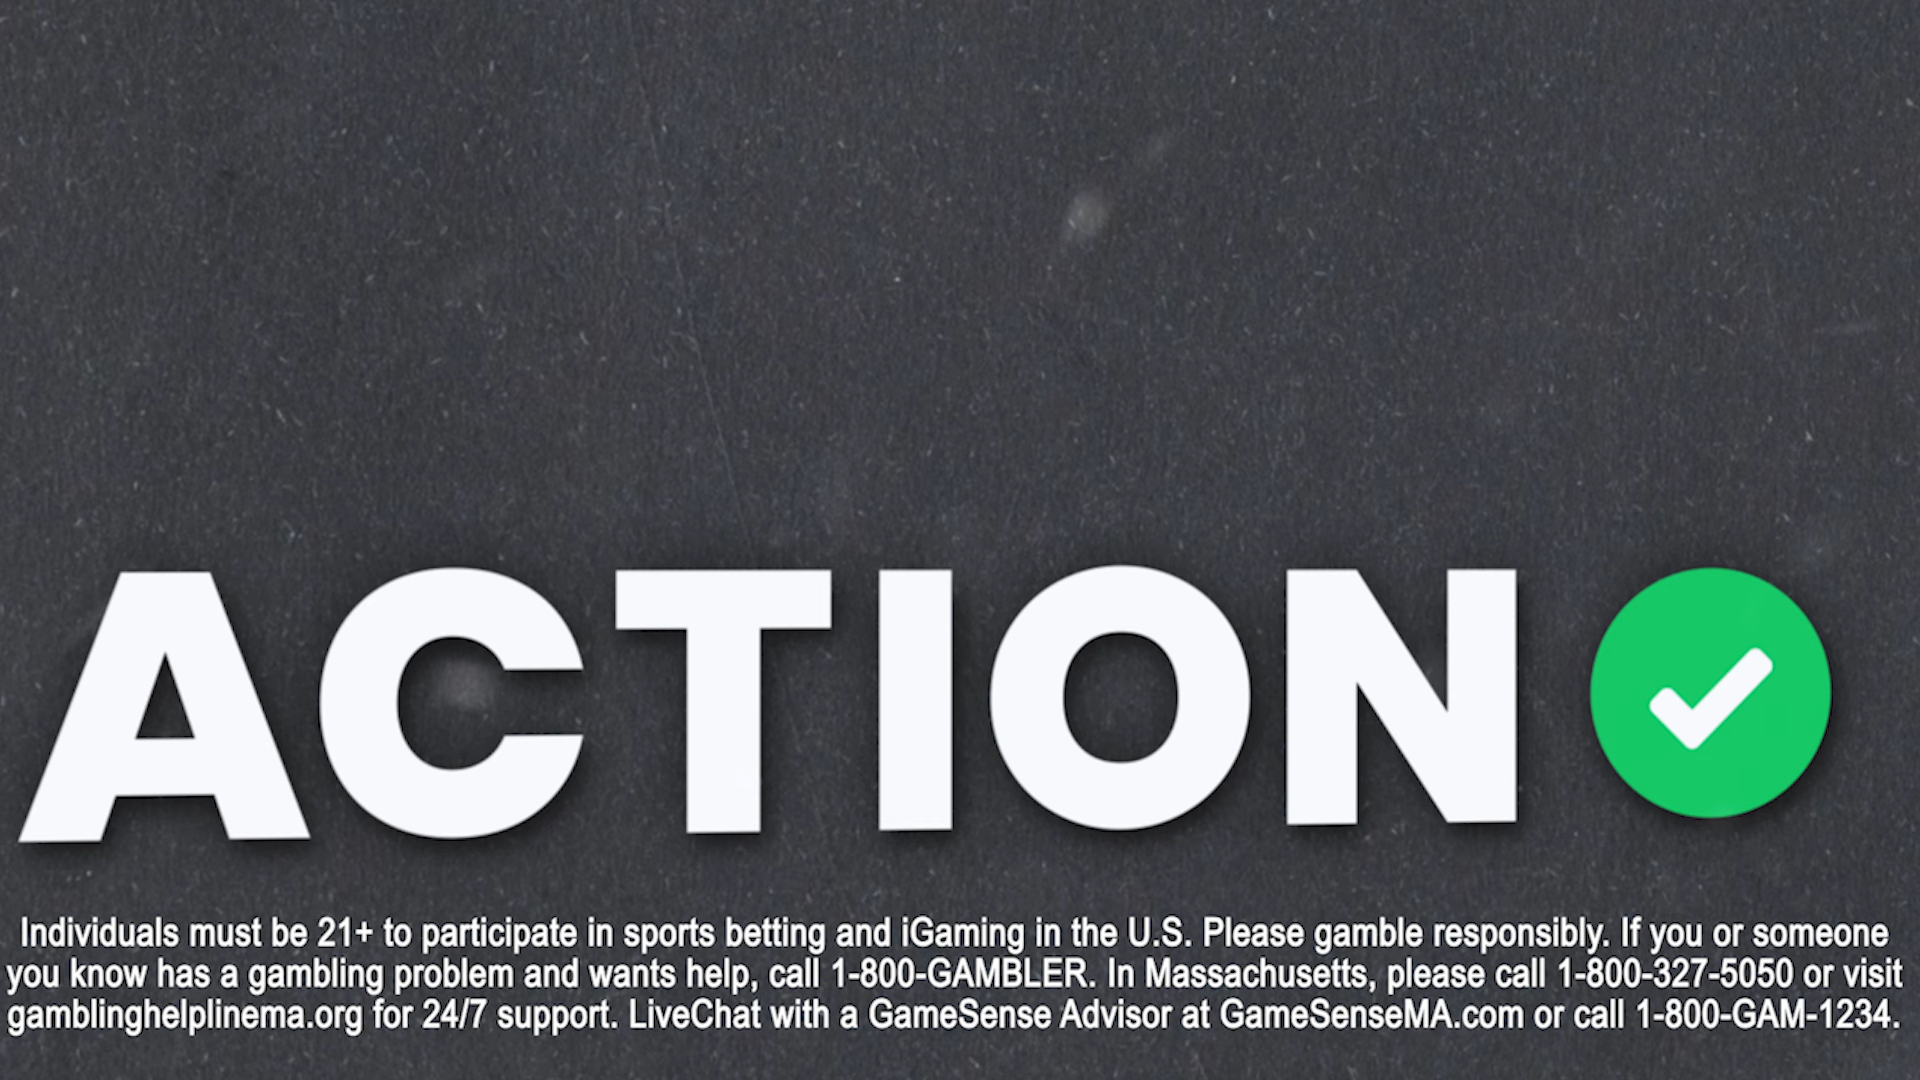 ACTION
Individuals must be 21+ to participate in sports betting and iGaming in the U.S. Please gamble responsibly. If you or someone
you know has a gambling problem and wants help, call 1-800-GAMBLER. In Massachusetts, please call 1-800-327-5050 or visit
gamblinghelplinema.org for 24/7 support. LiveChat with a GameSense Advisor at GameSenseMA.com or call 1-800-GAM-1234.